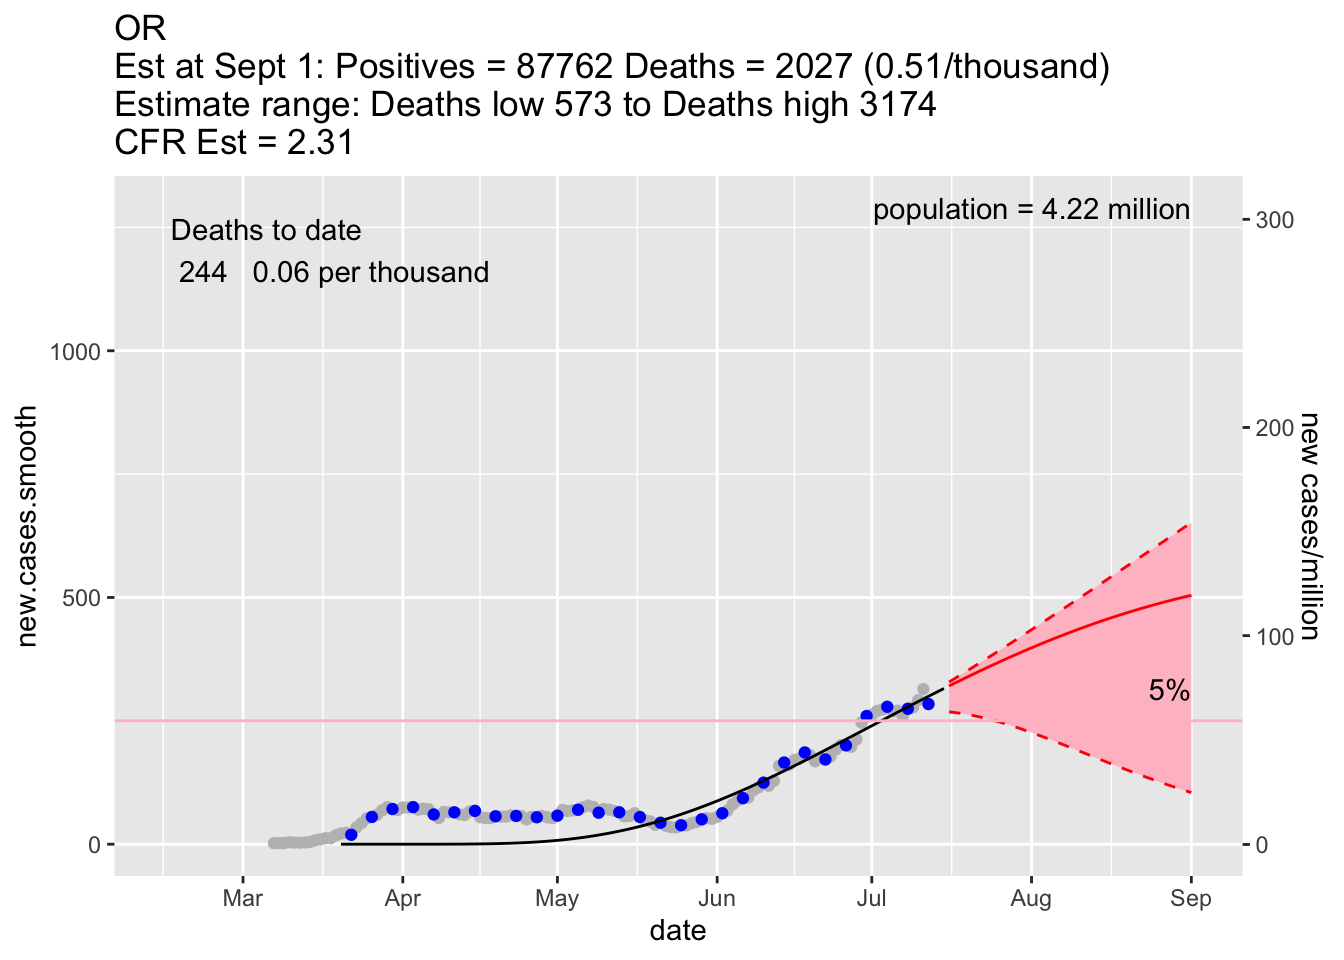 OR
Est at Sept 1: Positives = 87762 Deaths = 2027 (0.51/thousand)
Estimate range: Deaths low 573 to Deaths high 3174
CFR Est = 2.31
population = 4.22 million
Deaths to date
244 0.06 per thousand
1000
500
0
new.cases.smooth
300
200
100
0
new cases/million
5%
Mar Apr May Jun Jul Aug Sep
date